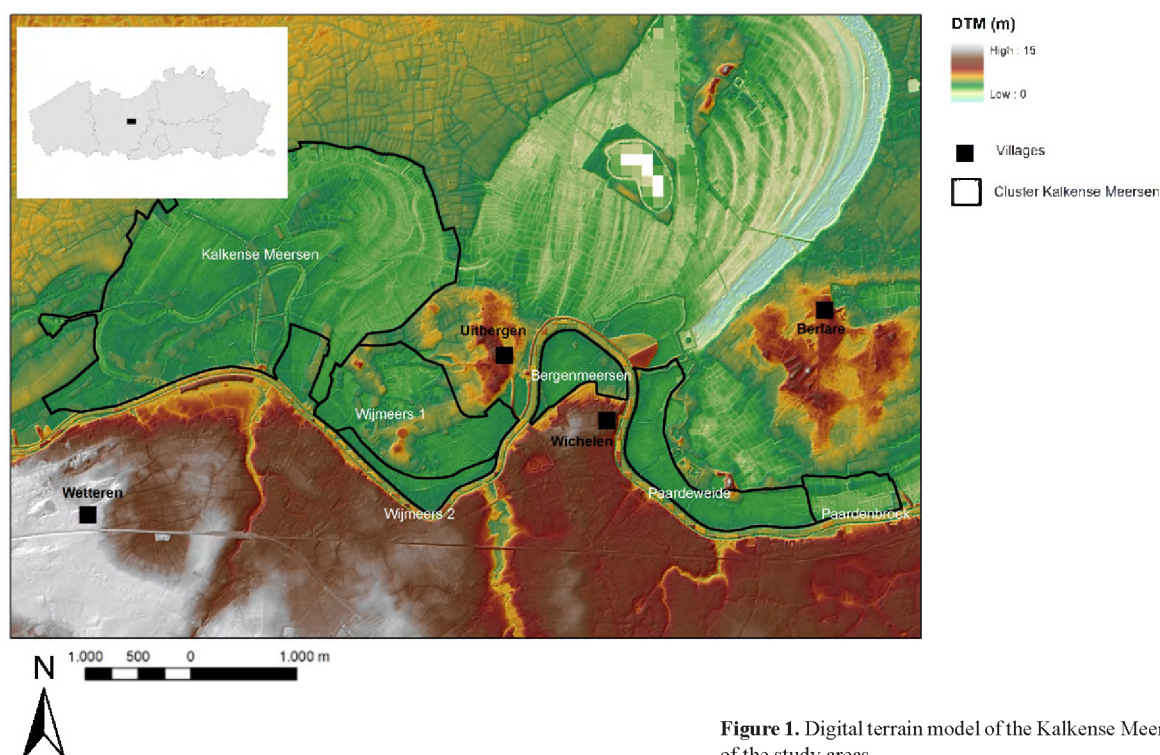 DTM (m)
High : 15
Low : 0
Villages
Cluster Kalkense Meersen
Kalkense Meersen
Uitbergen
Berlare
Bergenmeersen
Wijmeers 1
Wichelen
Wetteren
Paardeweide
Wijmeers 2
Paardenbroek
N
1.000 500 0 1.000 m
Figure 1. Digital terrain model of the Kalkense Meer
of the study areas